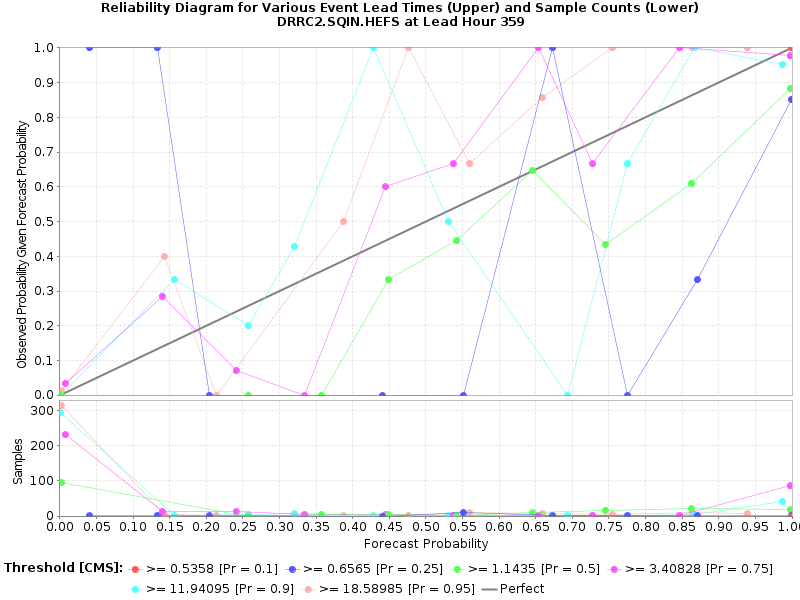 Reliability Diagram for Various Event Lead Times (Upper) and Sample Counts (Lower)
DRRC2.SQIN.HEFS at Lead Hour 359
Observed Probability Given Forecast Probability
1.0
0.9
0.8
0.7
0.6
0.5
0.4
0.3
0.2
0.1
0.0
Samples
300
200
100
0
0.00 0.05 0.10 0.15 0.20 0.25 0.30 0.35 0.40 0.45 0.50 0.55 0.60 0.65 0.70 0.75 0.80 0.85 0.90 0.95 1.0
Forecast Probability
Threshold [CMS]: >= 0.5358 [Pr = 0.1] >= 0.6565 [Pr = 0.25] >= 1.1435 [Pr = 0.5] >= 3.40828 [Pr = 0.75]
>= 11.94095 [Pr = 0.9] >= 18.58985 [Pr = 0.95] Perfect